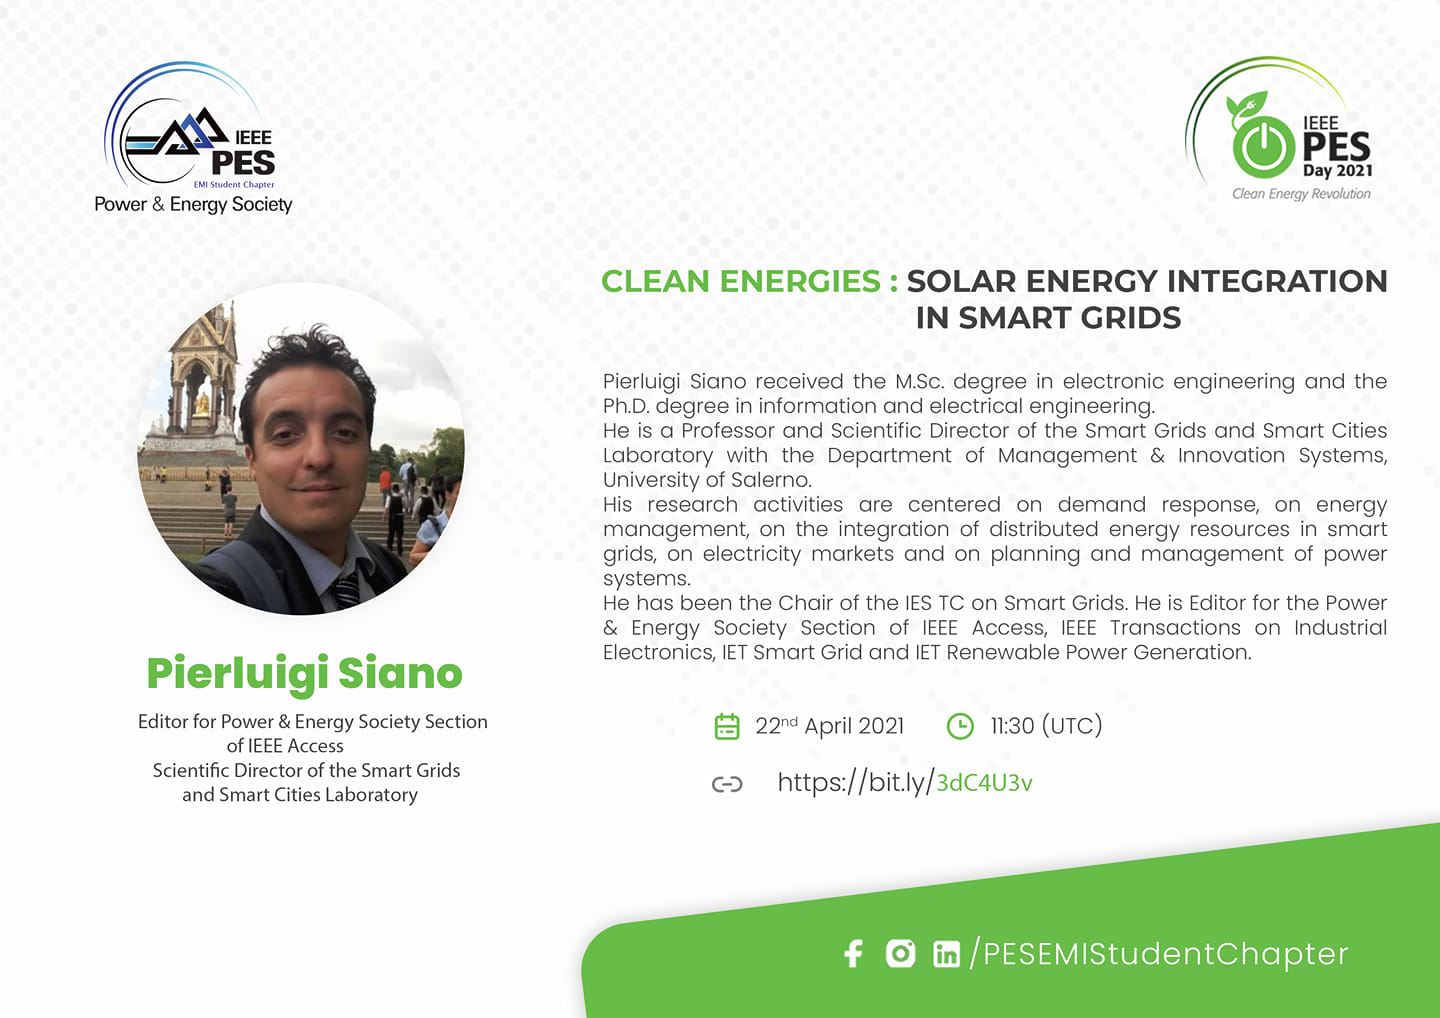 IEEE
PES
EMI Student Chapter
Power & Energy Society
IEEE
PES
Day 2021
Clean Energy Revolution
CLEAN ENERGIES : SOLAR ENERGY INTEGRATION
IN SMART GRIDS
Pierluigi Siano received the M.Sc. degree in electronic engineering and the
Ph.D. degree in information and electrical engineering.
He is a Professor and Scientific Director of the Smart Grids and Smart Cities
Laboratory with the Department of Management & Innovation Systems,
University of Salerno.
His research activities are centered on demand response, on energy
management, on the integration of distributed energy resources in smart
grids, on electricity markets and on planning and management of power
systems.
He has been the Chair of the IES TC on Smart Grids. He is Editor for the Power
& Energy Society Section of IEEE Access, IEEE Transactions on Industrial
Electronics, IET Smart Grid and IET Renewable Power Generation.
Pierluigi Siano
Editor for Power & Energy Society Section
of IEEE Access
Scientific Director of the Smart Grids
and Smart Cities Laboratory
22nd April 2021 11:30 (UTC)
https://bit.ly/3dC4U3v
/PESEMIStudentChapter